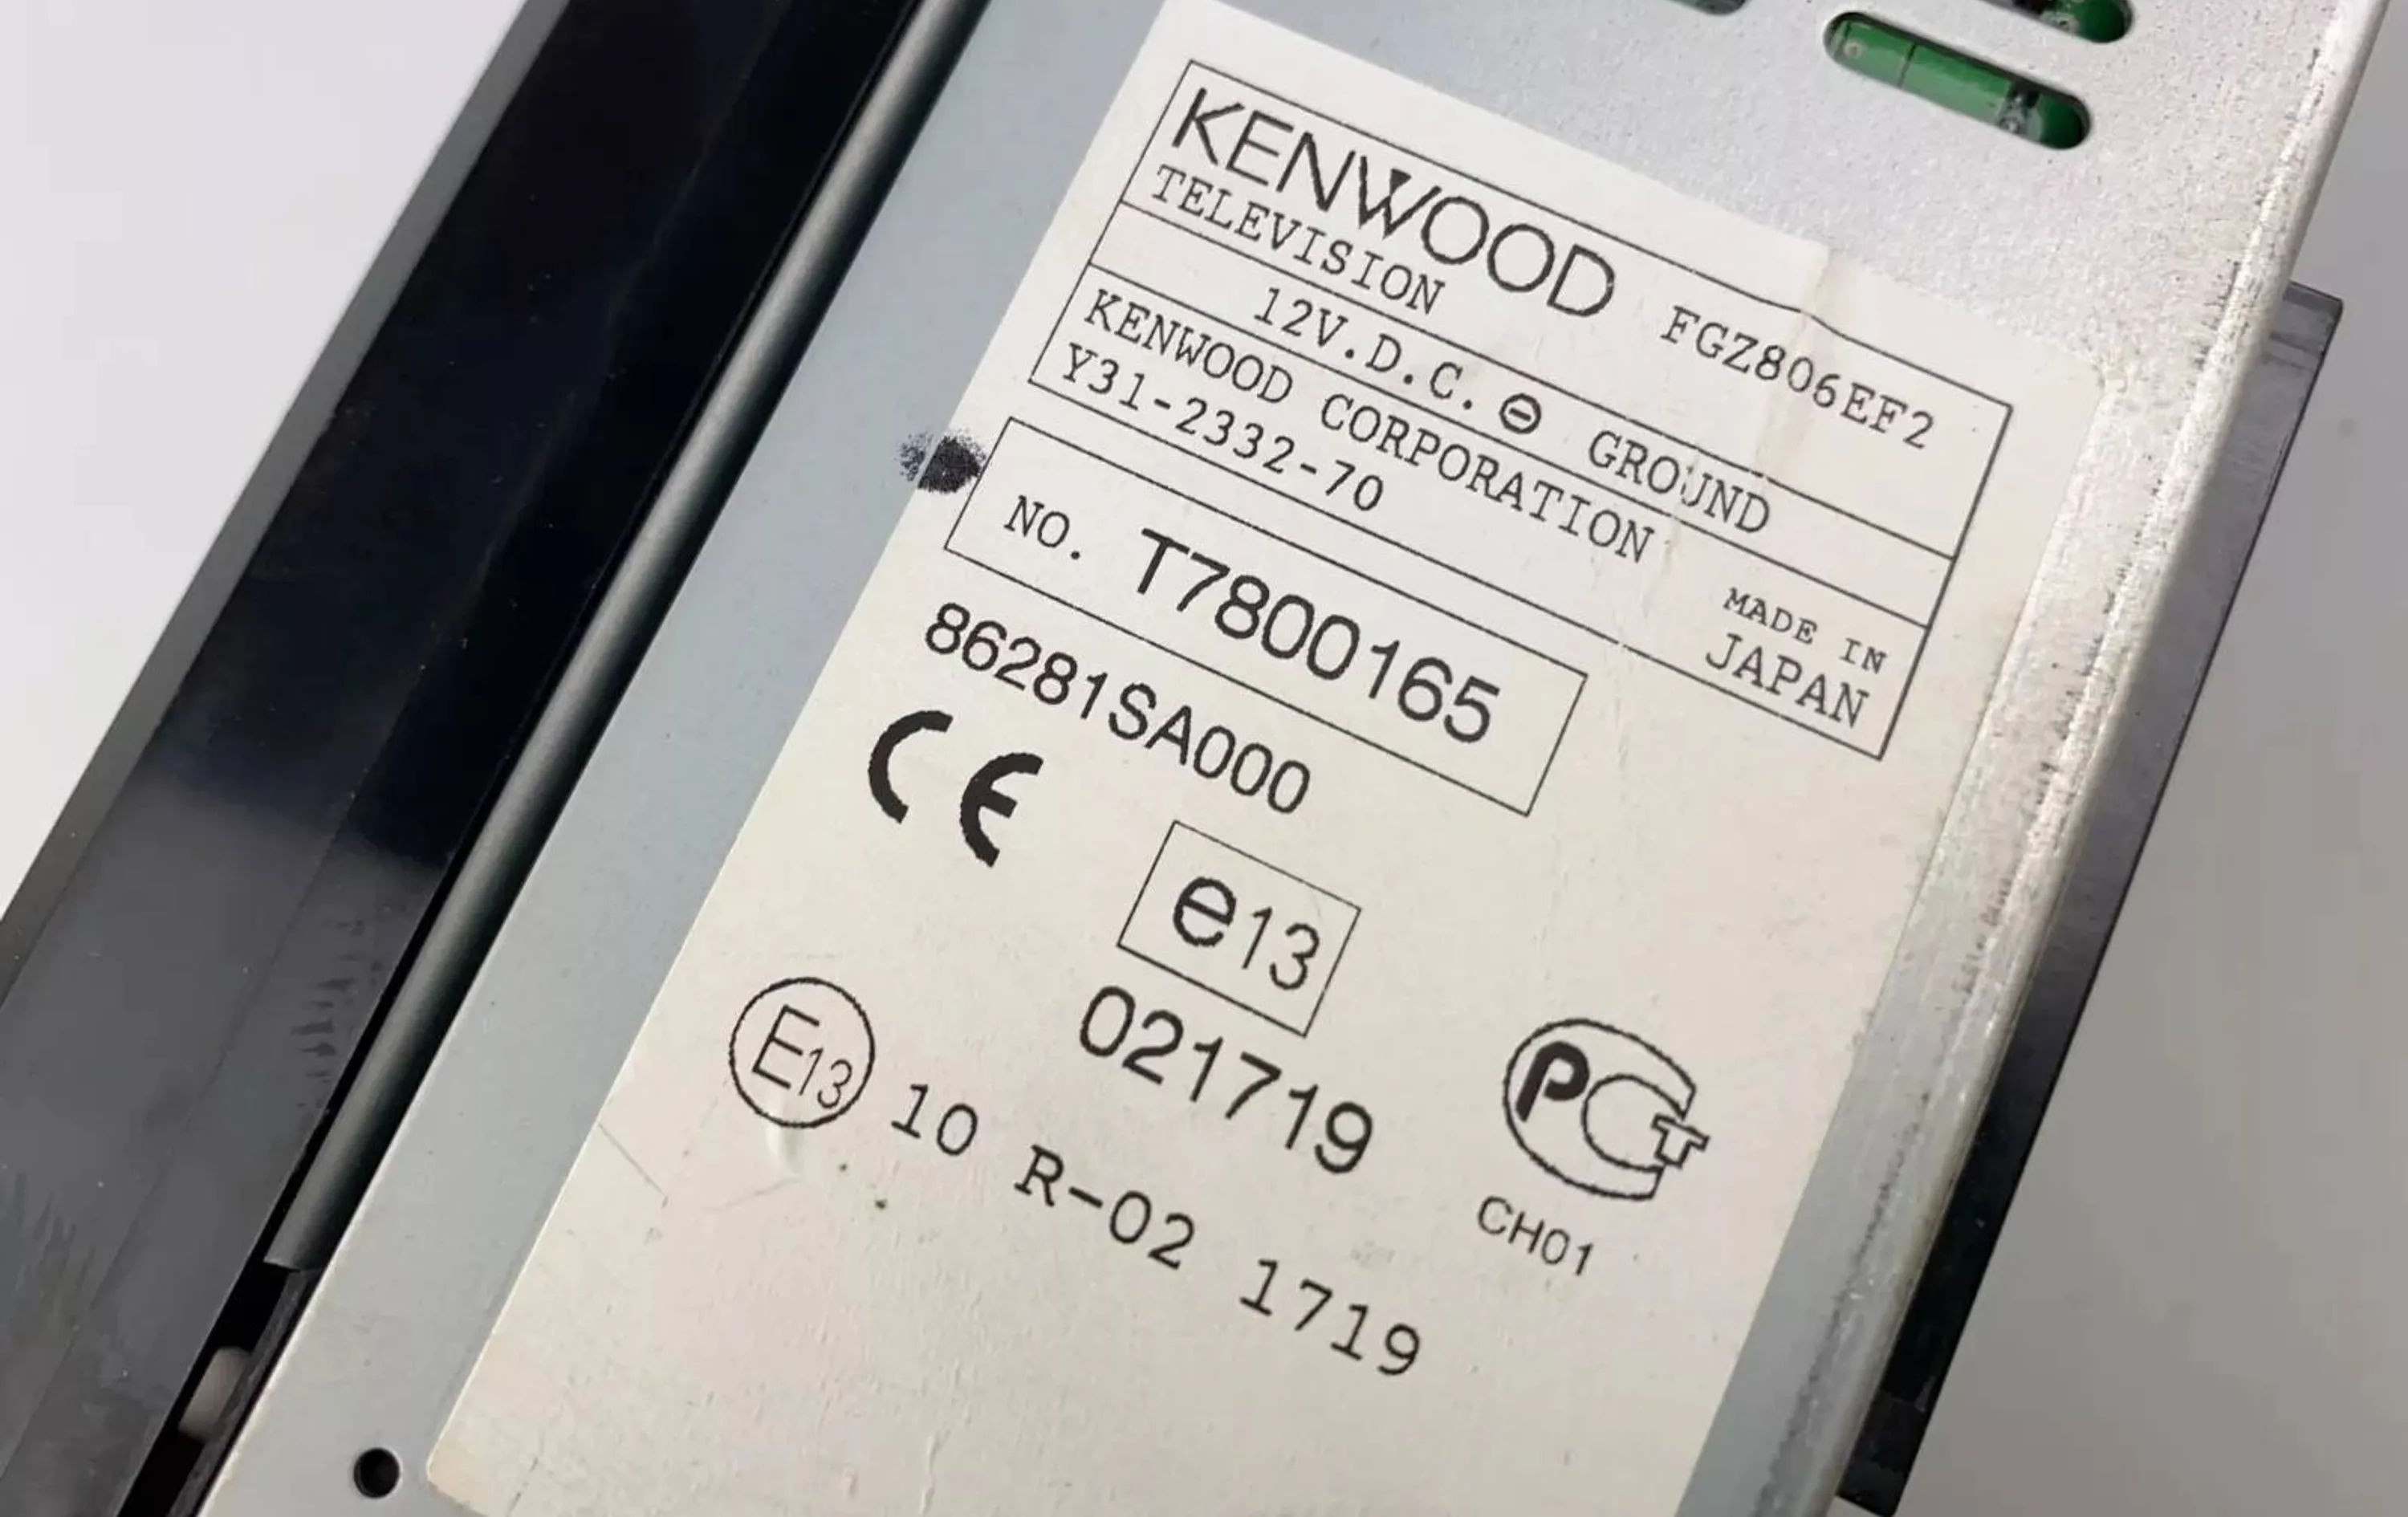 KENWOOD FGZ806EF2
TELEVISION
12V.D.C. ⊖ GROUND
KENWOOD CORPORATION
Y31-2332-70
MADE IN
JAPAN
NO. T7800165
86281SA000
CE
e13
021719
E13 10 R-02 1719
PCT
CH01